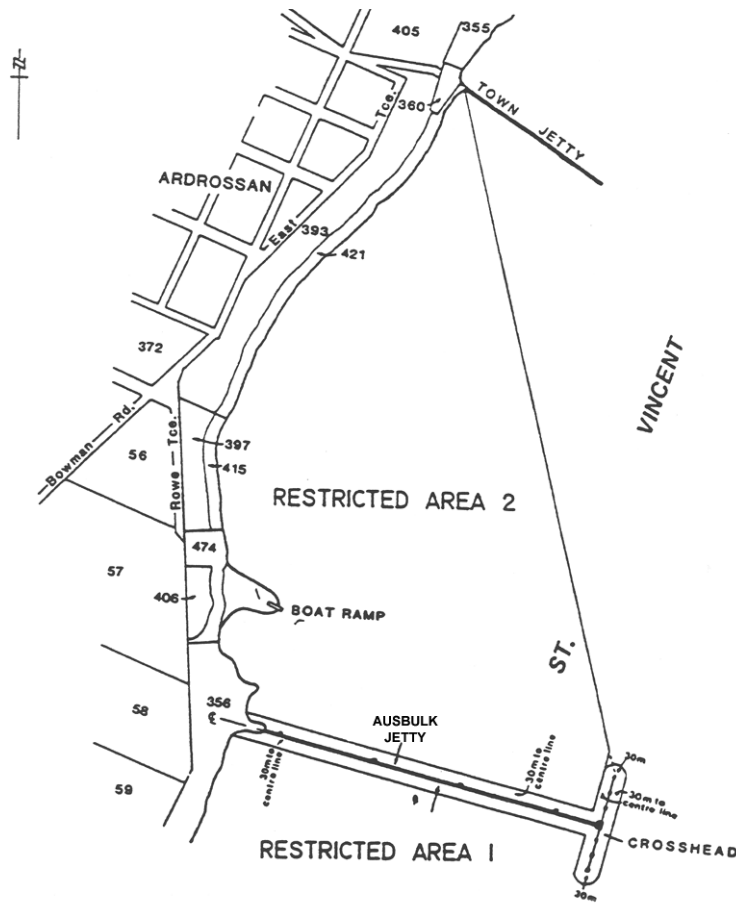 405
355
N
360
Tce.
TOWN JETTY
ARDROSSAN
East
393
421
372
VINCENT
Bowman Rd.
56
Rowe Tce.
397
415
RESTRICTED AREA 2
474
57
406
BOAT RAMP
ST.
356
58
℄
AUSBULK
JETTY
30m to
centre line
30m to
centre line
30m
30m to
centre line
59
CROSSHEAD
RESTRICTED AREA 1
30m